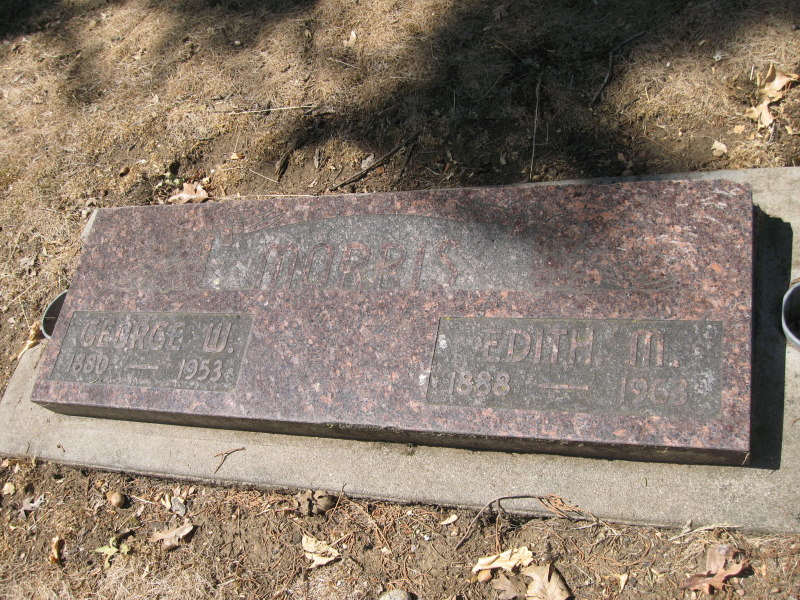 MORRIS
GEORGE W.
1880 — 1953
EDITH M.
1888 — 1963